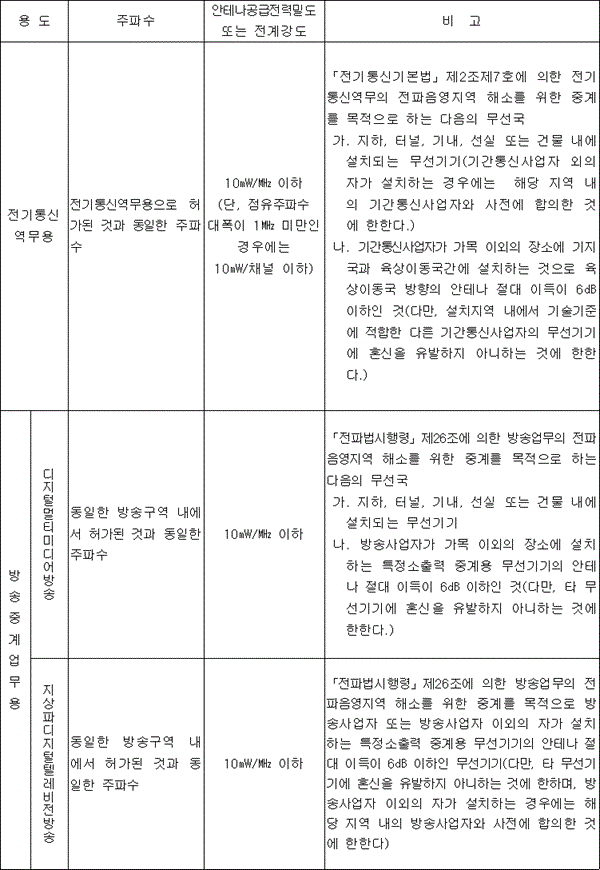 용 도
주파수
안테나공급전력밀도
또는 전계강도
비 고
전기통신
역무용
전기통신역무용으로 허
가된 것과 동일한 주파
수
10mW/MHz 이하
(단, 점유주파수
대폭이 1MHz 미만인
경우에는
10mW/채널 이하)
「전기통신기본법」제2조제7호에 의한 전기
통신역무의 전파음영지역 해소를 위한 중계
를 목적으로 하는 다음의 무선국
가. 지하, 터널, 기내, 선실 또는 건물 내에
설치되는 무선기기(기간통신사업자 외의
자가 설치하는 경우에는 해당 지역 내
의 기간통신사업자와 사전에 합의한 것
에 한한다.)
나. 기간통신사업자가 가목 이외의 장소에 기지
국과 육상이동국간에 설치하는 것으로 육
상이동국 방향의 안테나 절대 이득이 6dB
이하인 것(다만, 설치지역 내에서 기술기준
에 적합한 다른 기간통신사업자의 무선기기
에 혼신을 유발하지 아니하는 것에 한한
다.)
방송중계업무용
디지털멀티미디어방송
동일한 방송구역 내에
서 허가된 것과 동일한
주파수
10mW/MHz 이하
「전파법시행령」제26조에 의한 방송업무의 전파
음영지역 해소를 위한 중계를 목적으로 하는
다음의 무선국
가. 지하, 터널, 기내, 선실 또는 건물 내에
설치되는 무선기기
나. 방송사업자가 가목 이외의 장소에 설치
하는 특정소출력 중계용 무선기기의 안테
나 절대 이득이 6dB 이하인 것(다만, 타 무
선기기에 혼신을 유발하지 아니하는 것에
한한다.)
지상파디지털텔레비전방송
동일한 방송구역 내
에서 허가된 것과 동
일한 주파수
10mW/MHz 이하
「전파법시행령」제26조에 의한 방송업무의 전
파음영지역 해소를 위한 중계를 목적으로 방
송사업자 또는 방송사업자 이외의 자가 설치
하는 특정소출력 중계용 무선기기의 안테나 절
대 이득이 6dB 이하인 무선기기(다만, 타 무선기
기에 혼신을 유발하지 아니하는 것에 한하며, 방
송사업자 이외의 자가 설치하는 경우에는 해
당 지역 내의 방송사업자와 사전에 합의한 것
에 한한다)